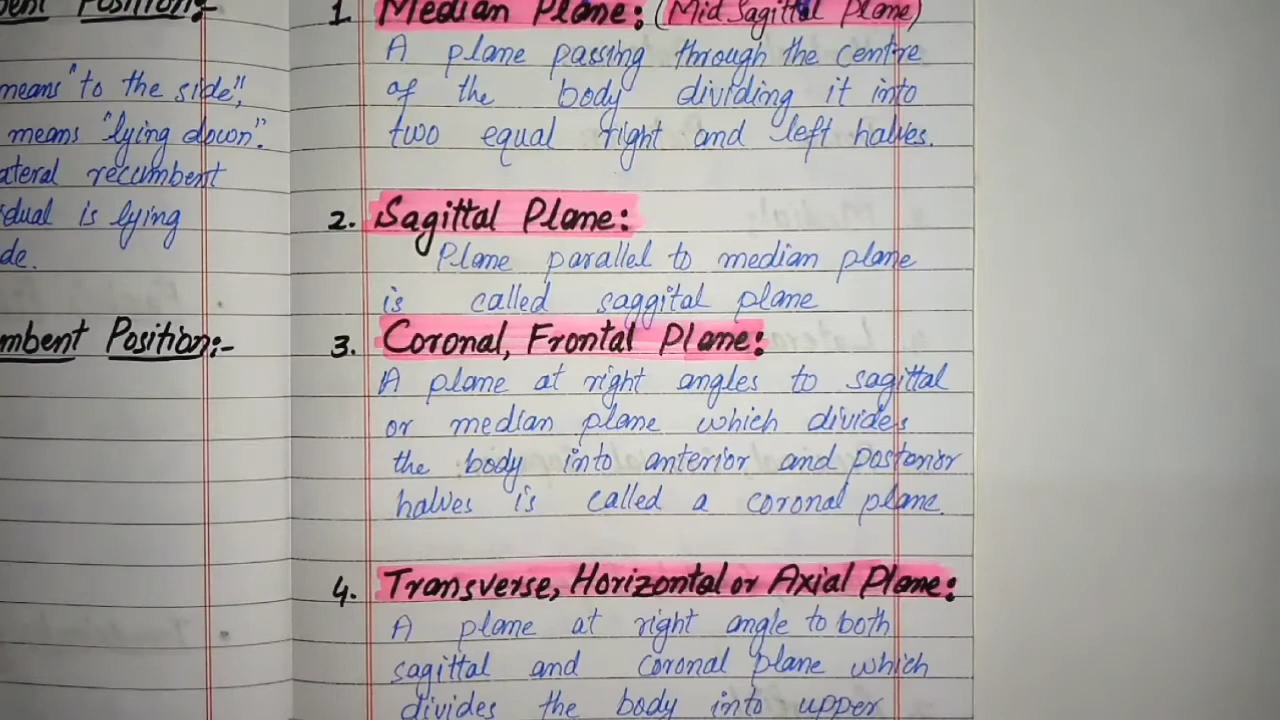 Position:-
means "to the side",
means "lying down".
recumbent
is lying
Position:-
1. Median Plane: (Mid Sagittal Plane)
A plane passing through the centre
of the body dividing it into
two equal right and left halves.
2. Sagittal Plane:
Plane parallel to median plane
is called saggital plane
3. Coronal, Frontal Plane:
A plane at right angles to sagittal
or median plane which divides
the body into anterior and posterior
halves is called a coronal plane.
4. Transverse, Horizontal or Axial Plane:
A plane at right angle to both
sagittal and coronal plane which
divides the body into upper